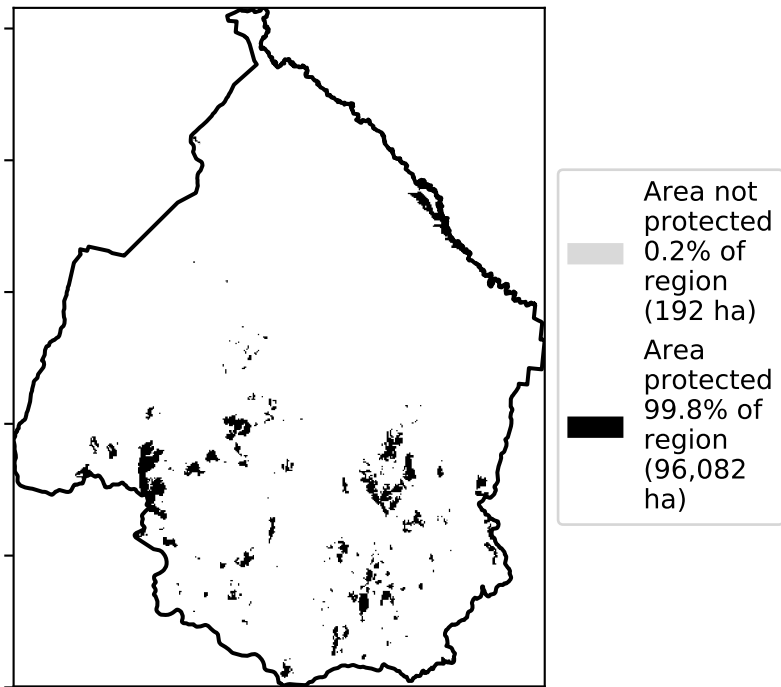 Area not
protected
0.2% of
region
(192 ha)
Area
protected
99.8% of
region
(96,082
ha)